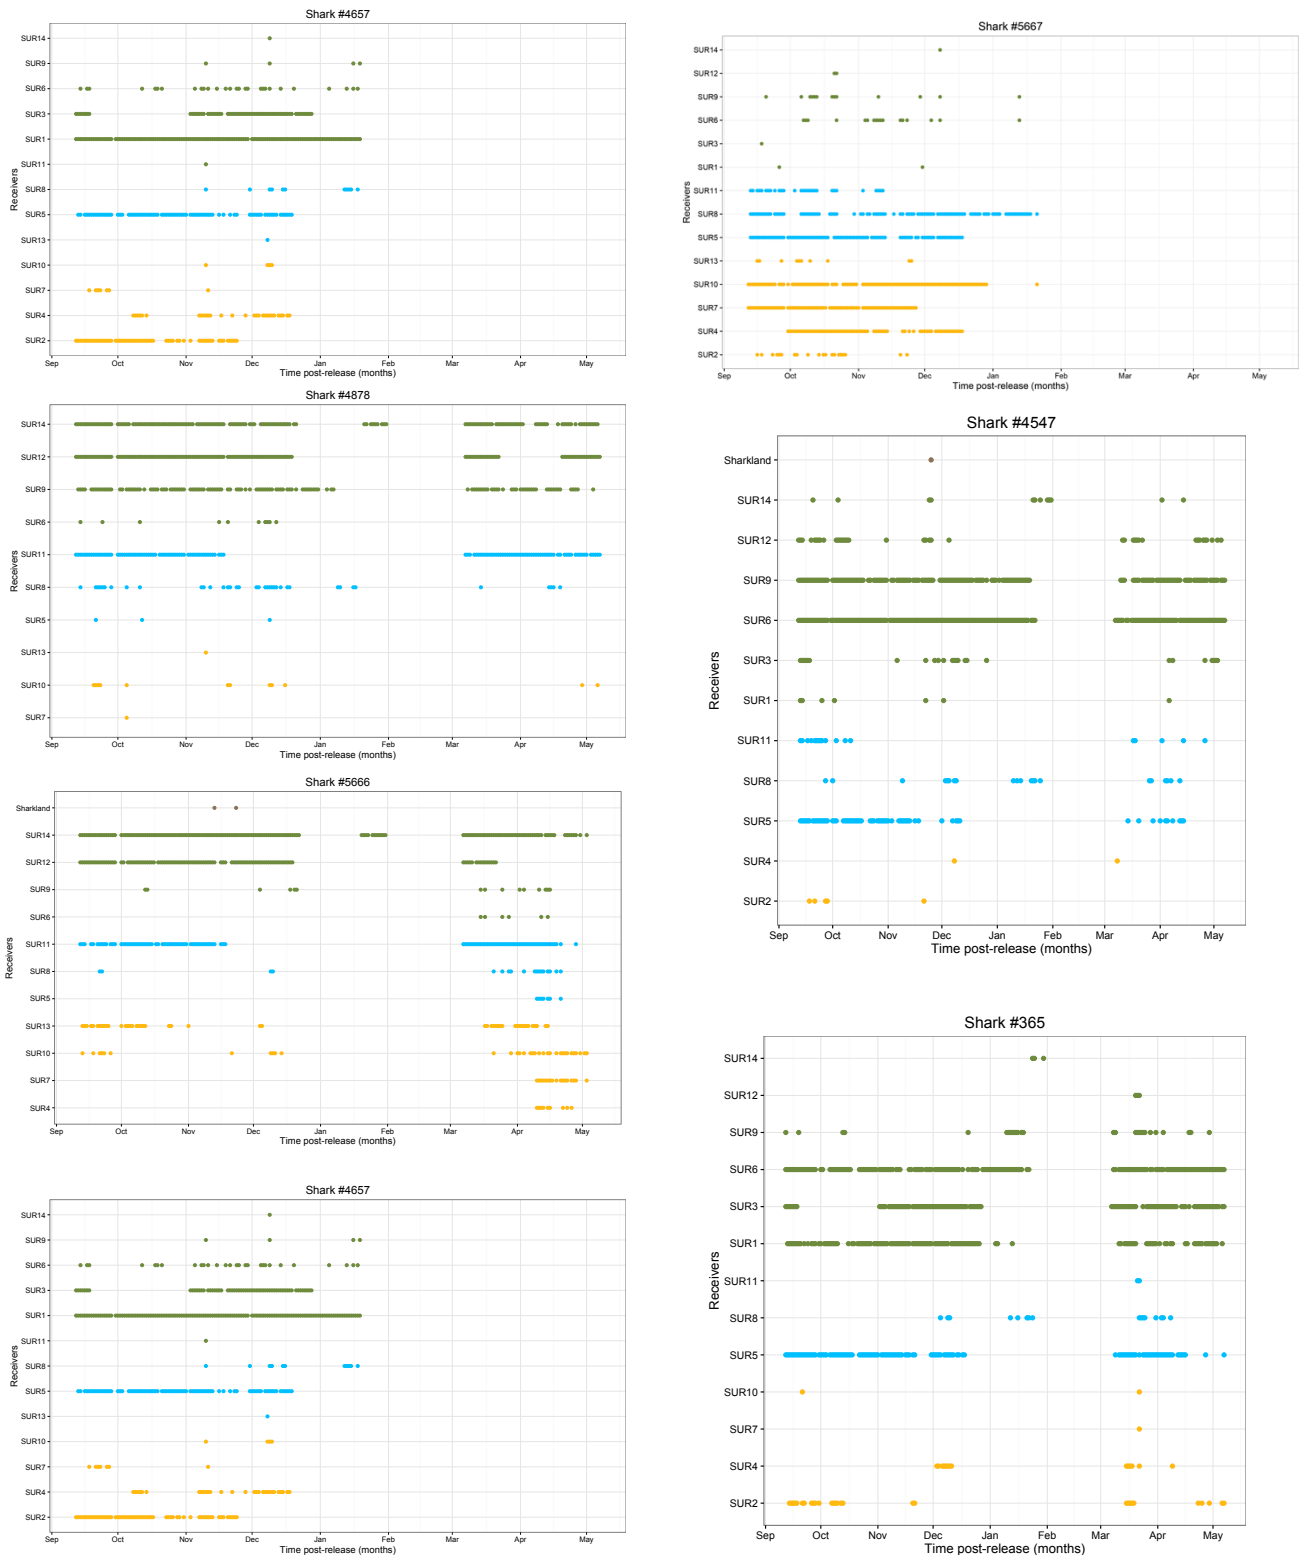 Shark #4657
SUR14
SUR9
SUR6
SUR3
SUR1
SUR11
SUR8
SUR5
SUR13
SUR10
SUR7
SUR4
SUR2
Receivers
Sep Oct Nov Dec Jan Feb Mar Apr May
Time post-release (months)
Shark #4878
SUR14
SUR12
SUR9
SUR6
SUR11
SUR8
SUR5
SUR13
SUR10
SUR7
Receivers
Sep Oct Nov Dec Jan Feb Mar Apr May
Time post-release (months)
Shark #5666
Sharkland
SUR14
SUR12
SUR9
SUR6
SUR11
SUR8
SUR5
SUR13
SUR10
SUR7
SUR4
Receivers
Sep Oct Nov Dec Jan Feb Mar Apr May
Time post-release (months)
Shark #4657
SUR14
SUR9
SUR6
SUR3
SUR1
SUR11
SUR8
SUR5
SUR13
SUR10
SUR7
SUR4
SUR2
Receivers
Sep Oct Nov Dec Jan Feb Mar Apr May
Time post-release (months)
Shark #5667
SUR14
SUR12
SUR9
SUR6
SUR3
SUR1
SUR11
SUR8
SUR5
SUR13
SUR10
SUR7
SUR4
SUR2
Receivers
Sep Oct Nov Dec Jan Feb Mar Apr May
Time post-release (months)
Shark #4547
Sharkland
SUR14
SUR12
SUR9
SUR6
SUR3
SUR1
SUR11
SUR8
SUR5
SUR4
SUR2
Receivers
Sep Oct Nov Dec Jan Feb Mar Apr May
Time post-release (months)
Shark #365
SUR14
SUR12
SUR9
SUR6
SUR3
SUR1
SUR11
SUR8
SUR5
SUR10
SUR7
SUR4
SUR2
Receivers
Sep Oct Nov Dec Jan Feb Mar Apr May
Time post-release (months)